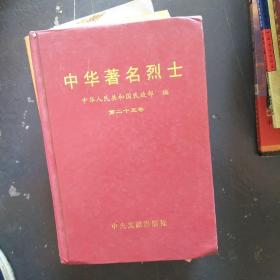 中华著名烈士
中华人民共和国民政部 编
第二十五卷
中央文献出版社